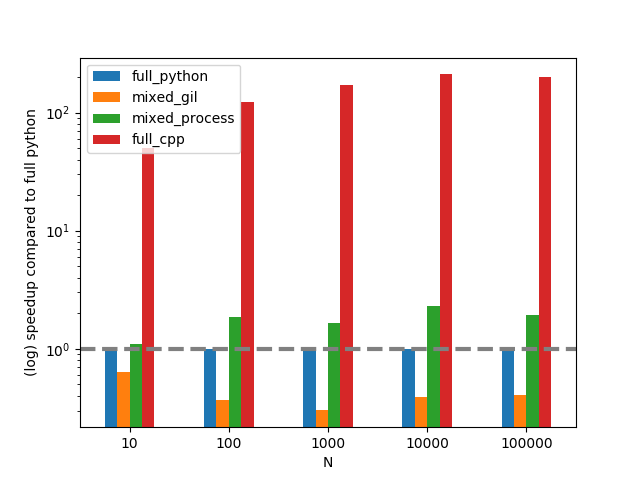 full_python
mixed_gil
mixed_process
full_cpp
(log) speedup compared to full python
10²
10¹
10⁰
10 100 1000 10000 100000
N